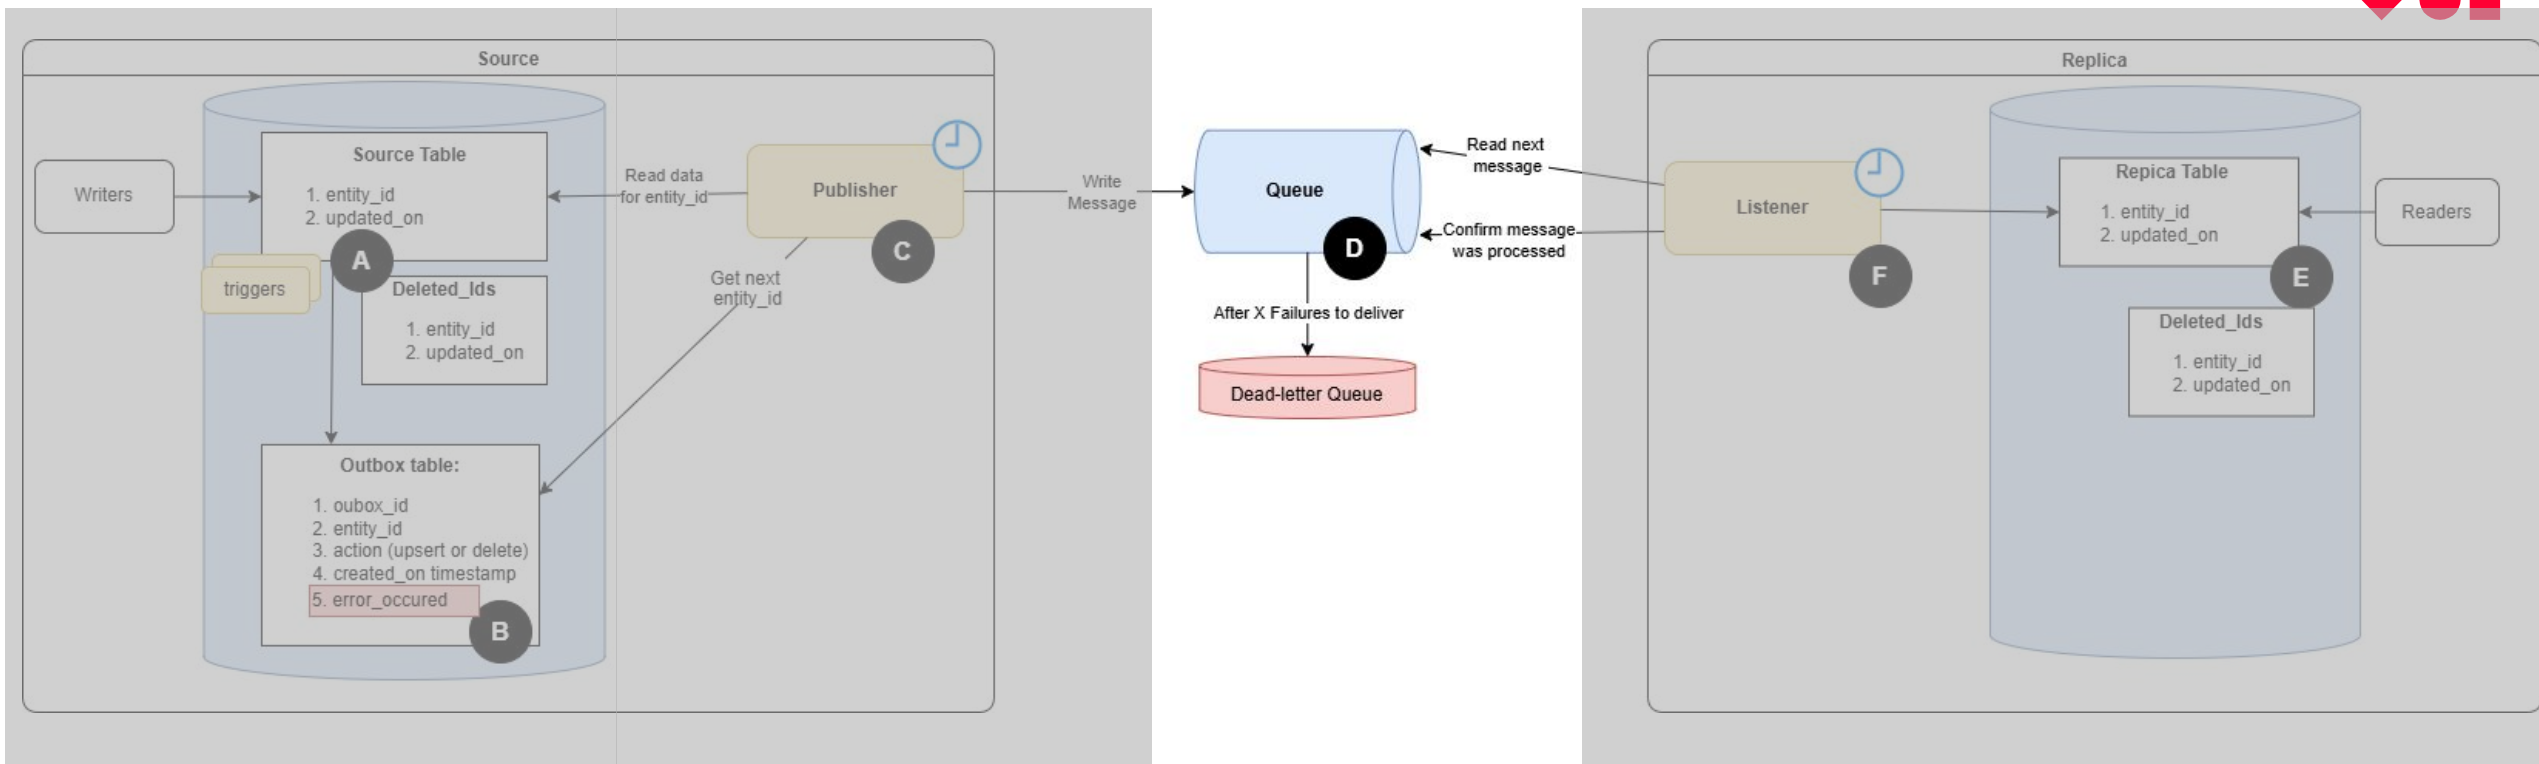 Source
Source Table
1. entity_id
2. updated_on
Writers
A
triggers
Deleted_Ids
1. entity_id
2. updated_on
Outbox table:
1. oubox_id
2. entity_id
3. action (upsert or delete)
4. created_on timestamp
5. error_occured
B
Read data
for entity_id
Publisher
C
Get next
entity_id
Write
Message
Queue
D
After X Failures to deliver
Dead-letter Queue
Read next
message
Confirm message
was processed
Replica
Listener
F
Repica Table
1. entity_id
2. updated_on
E
Deleted_Ids
1. entity_id
2. updated_on
Readers